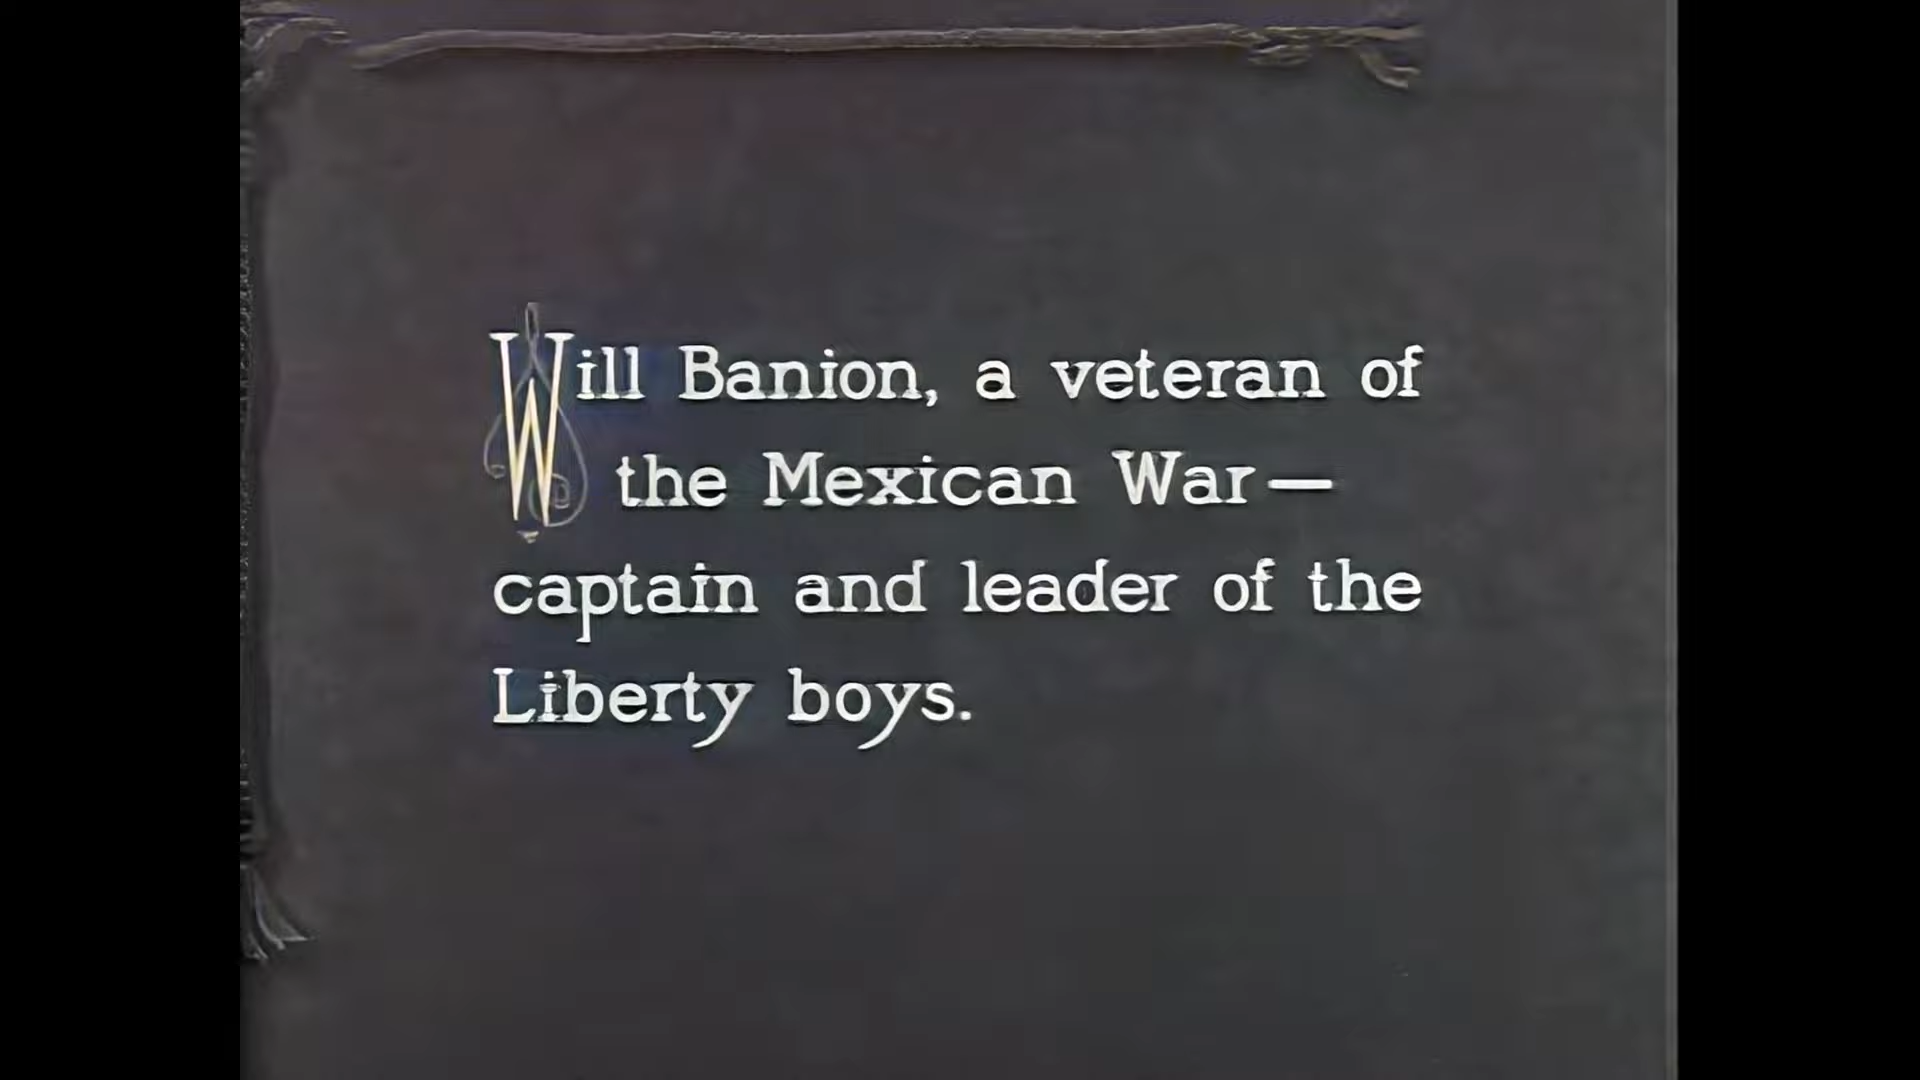 Will Banion, a veteran of
the Mexican War—
captain and leader of the
Liberty boys.